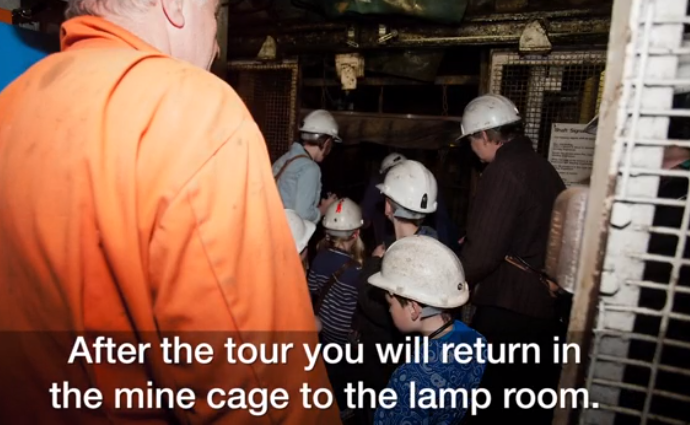 After the tour you will return in
the mine cage to the lamp room.